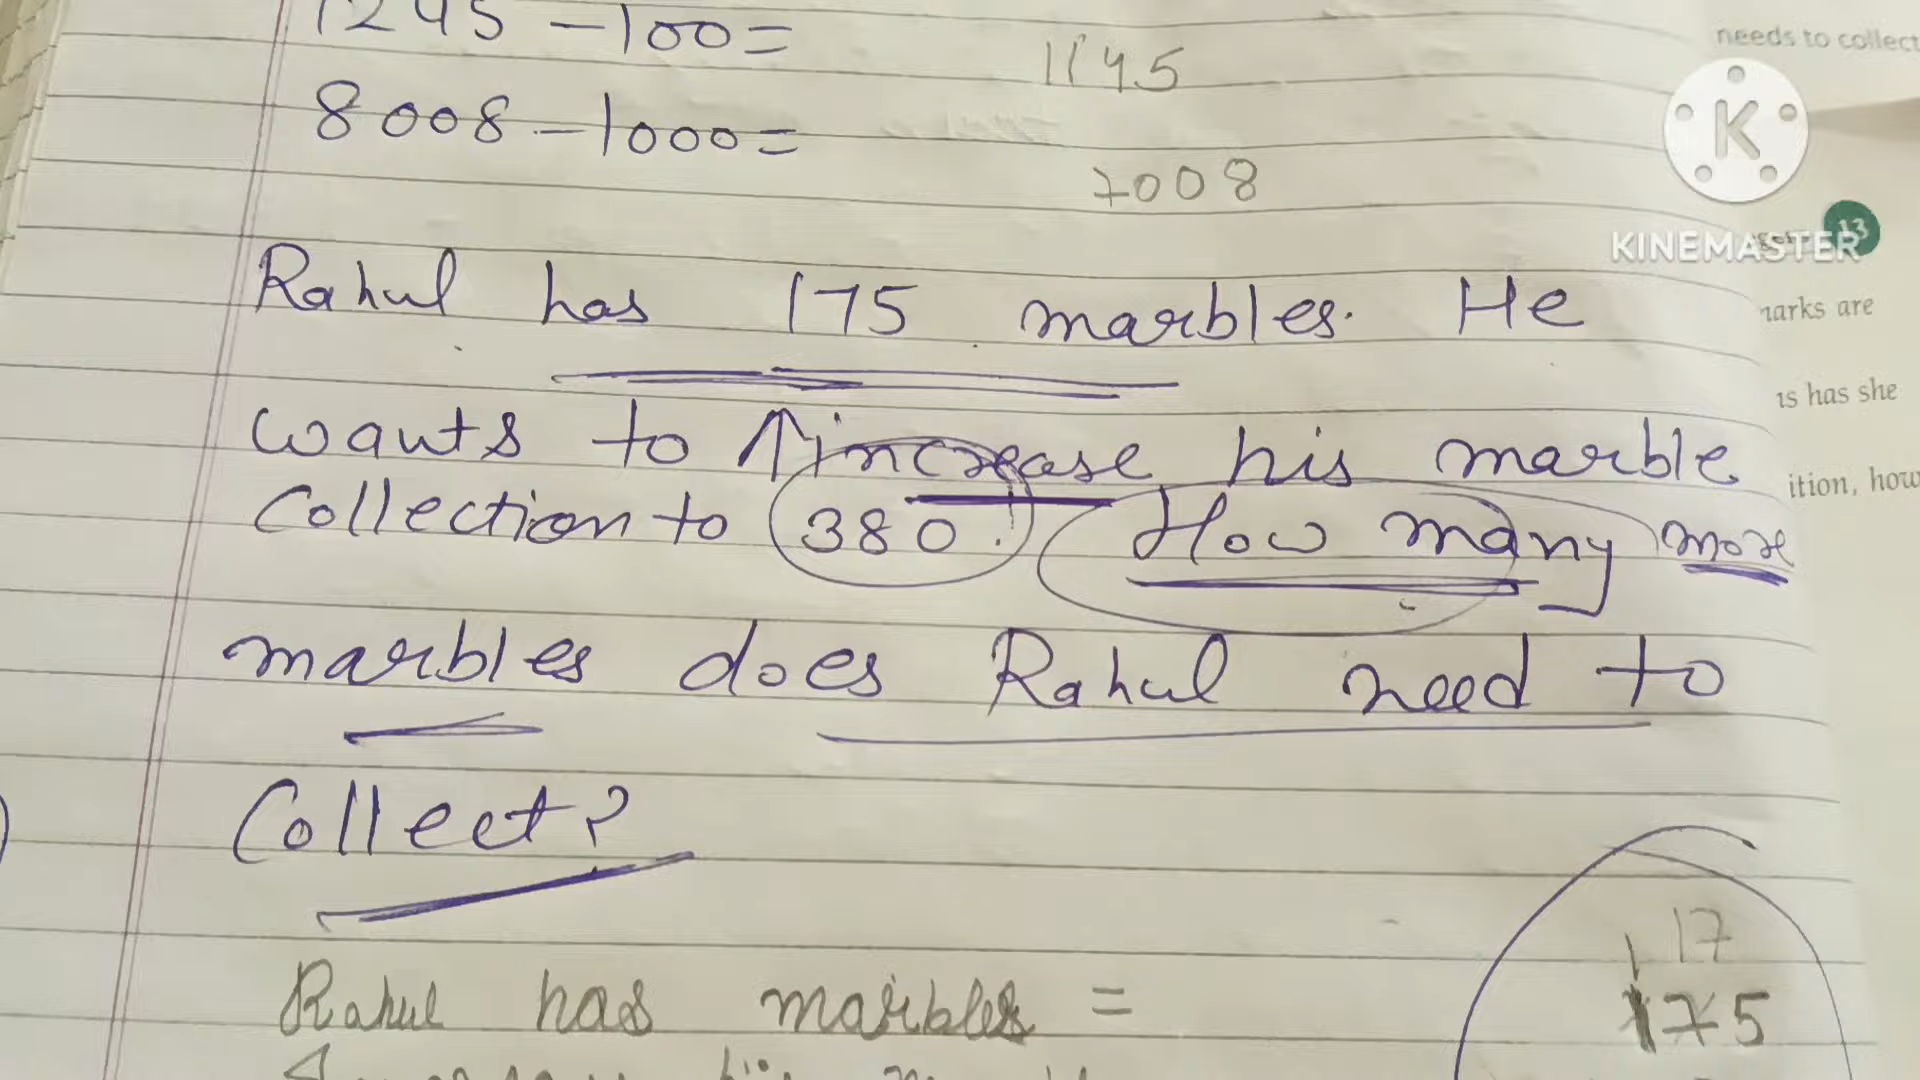 1245 - 100 =
1145
8008 - 1000 =
7008
Rahul has 175 marbles. He
wants to ↑ increase his marble
Collection to 380. How many more
marbles does Rahul need to
Collect?
Rahul has marbles =
17
175
needs to collect
13
KINEMASTER
marks are
has she
ition, how